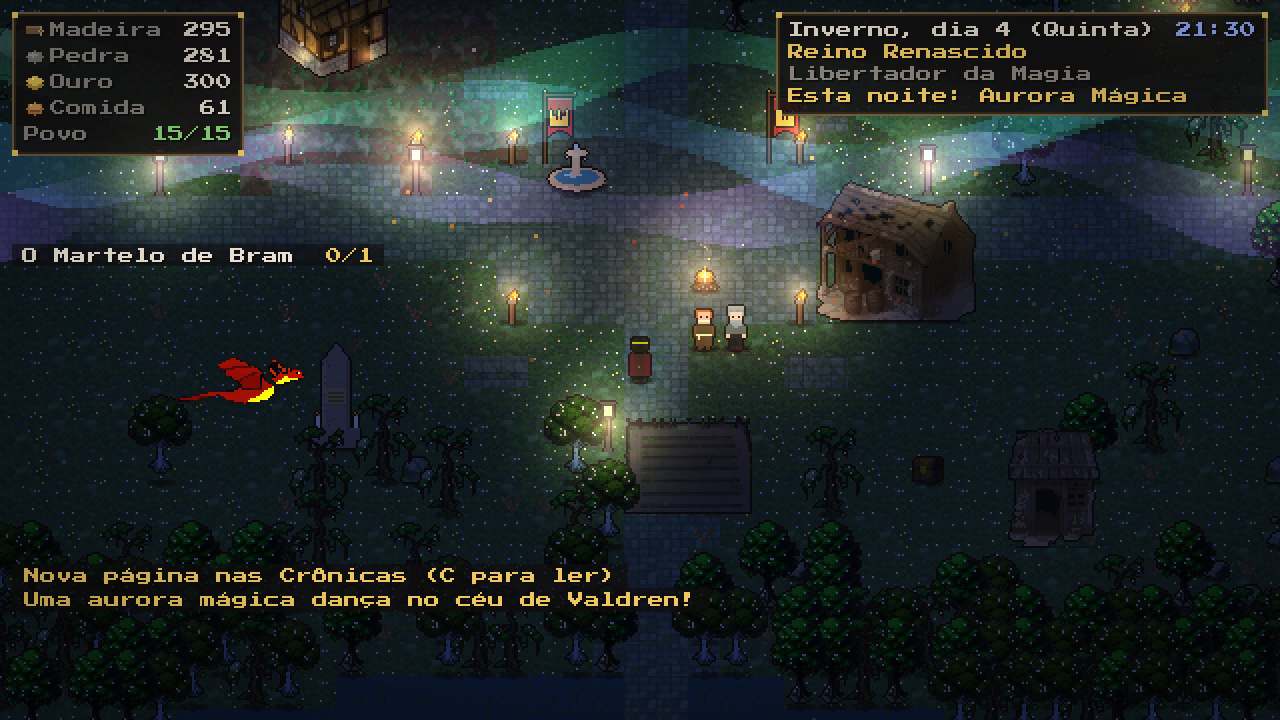 Madeira 295
Pedra 281
Ouro 300
Comida 61
Povo 15/15
Inverno, dia 4 (Quinta) 21:30
Reino Renascido
Libertador da Magia
Esta noite: Aurora Mágica
O Martelo de Bram 0/1
Nova página nas Crônicas (C para ler)
Uma aurora mágica dança no céu de Valdren!